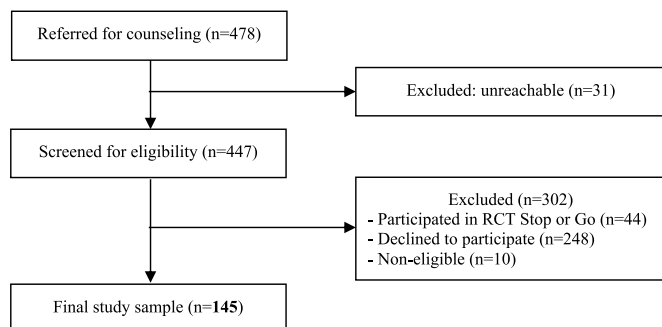 Referred for counseling (n=478)
Excluded: unreachable (n=31)
Screened for eligibility (n=447)
Excluded (n=302)
- Participated in RCT Stop or Go (n=44)
- Declined to participate (n=248)
- Non-eligible (n=10)
Final study sample (n=145)